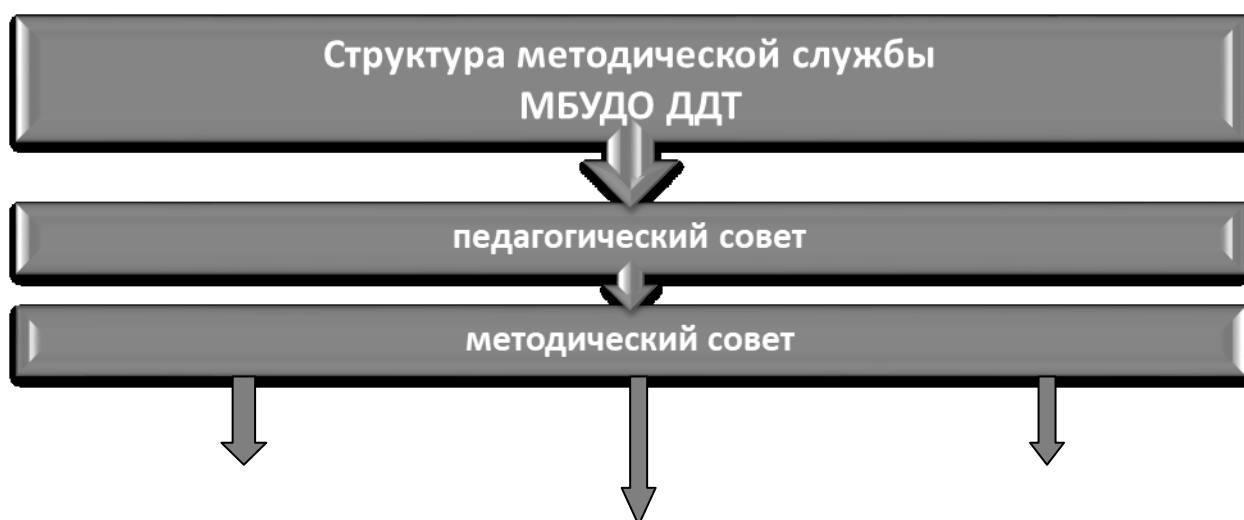 Структура методической службы
МБУДО ДДТ
педагогический совет
методический совет